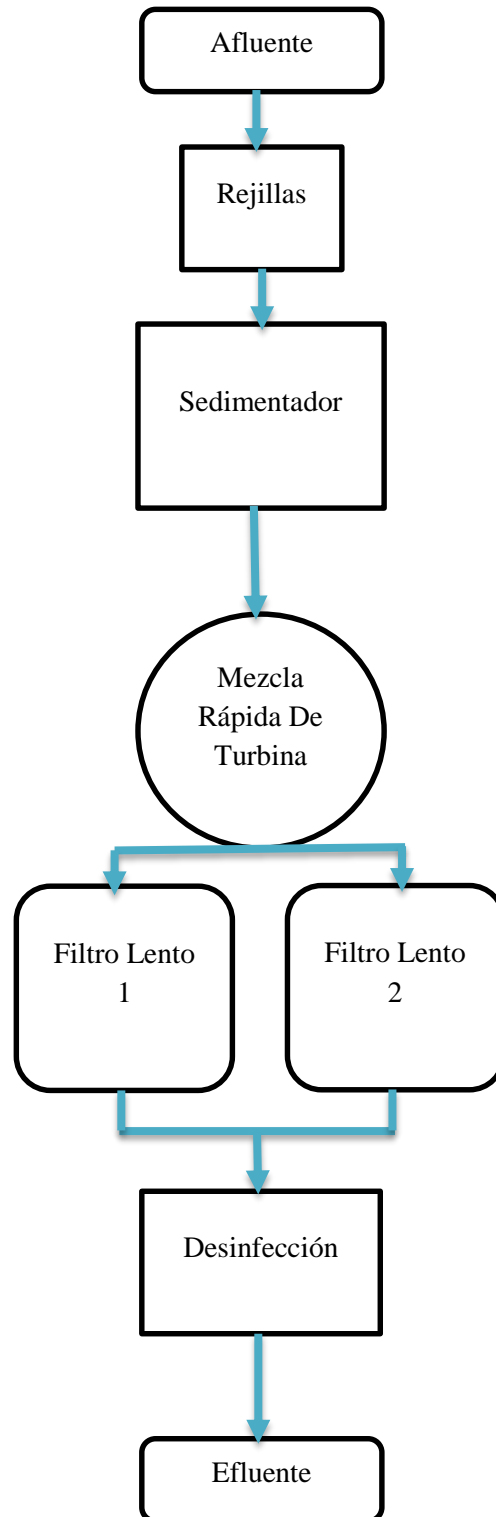 Afluente
Rejillas
Sedimentador
Mezcla
Rápida De
Turbina
Filtro Lento
1
Filtro Lento
2
Desinfección
Efluente